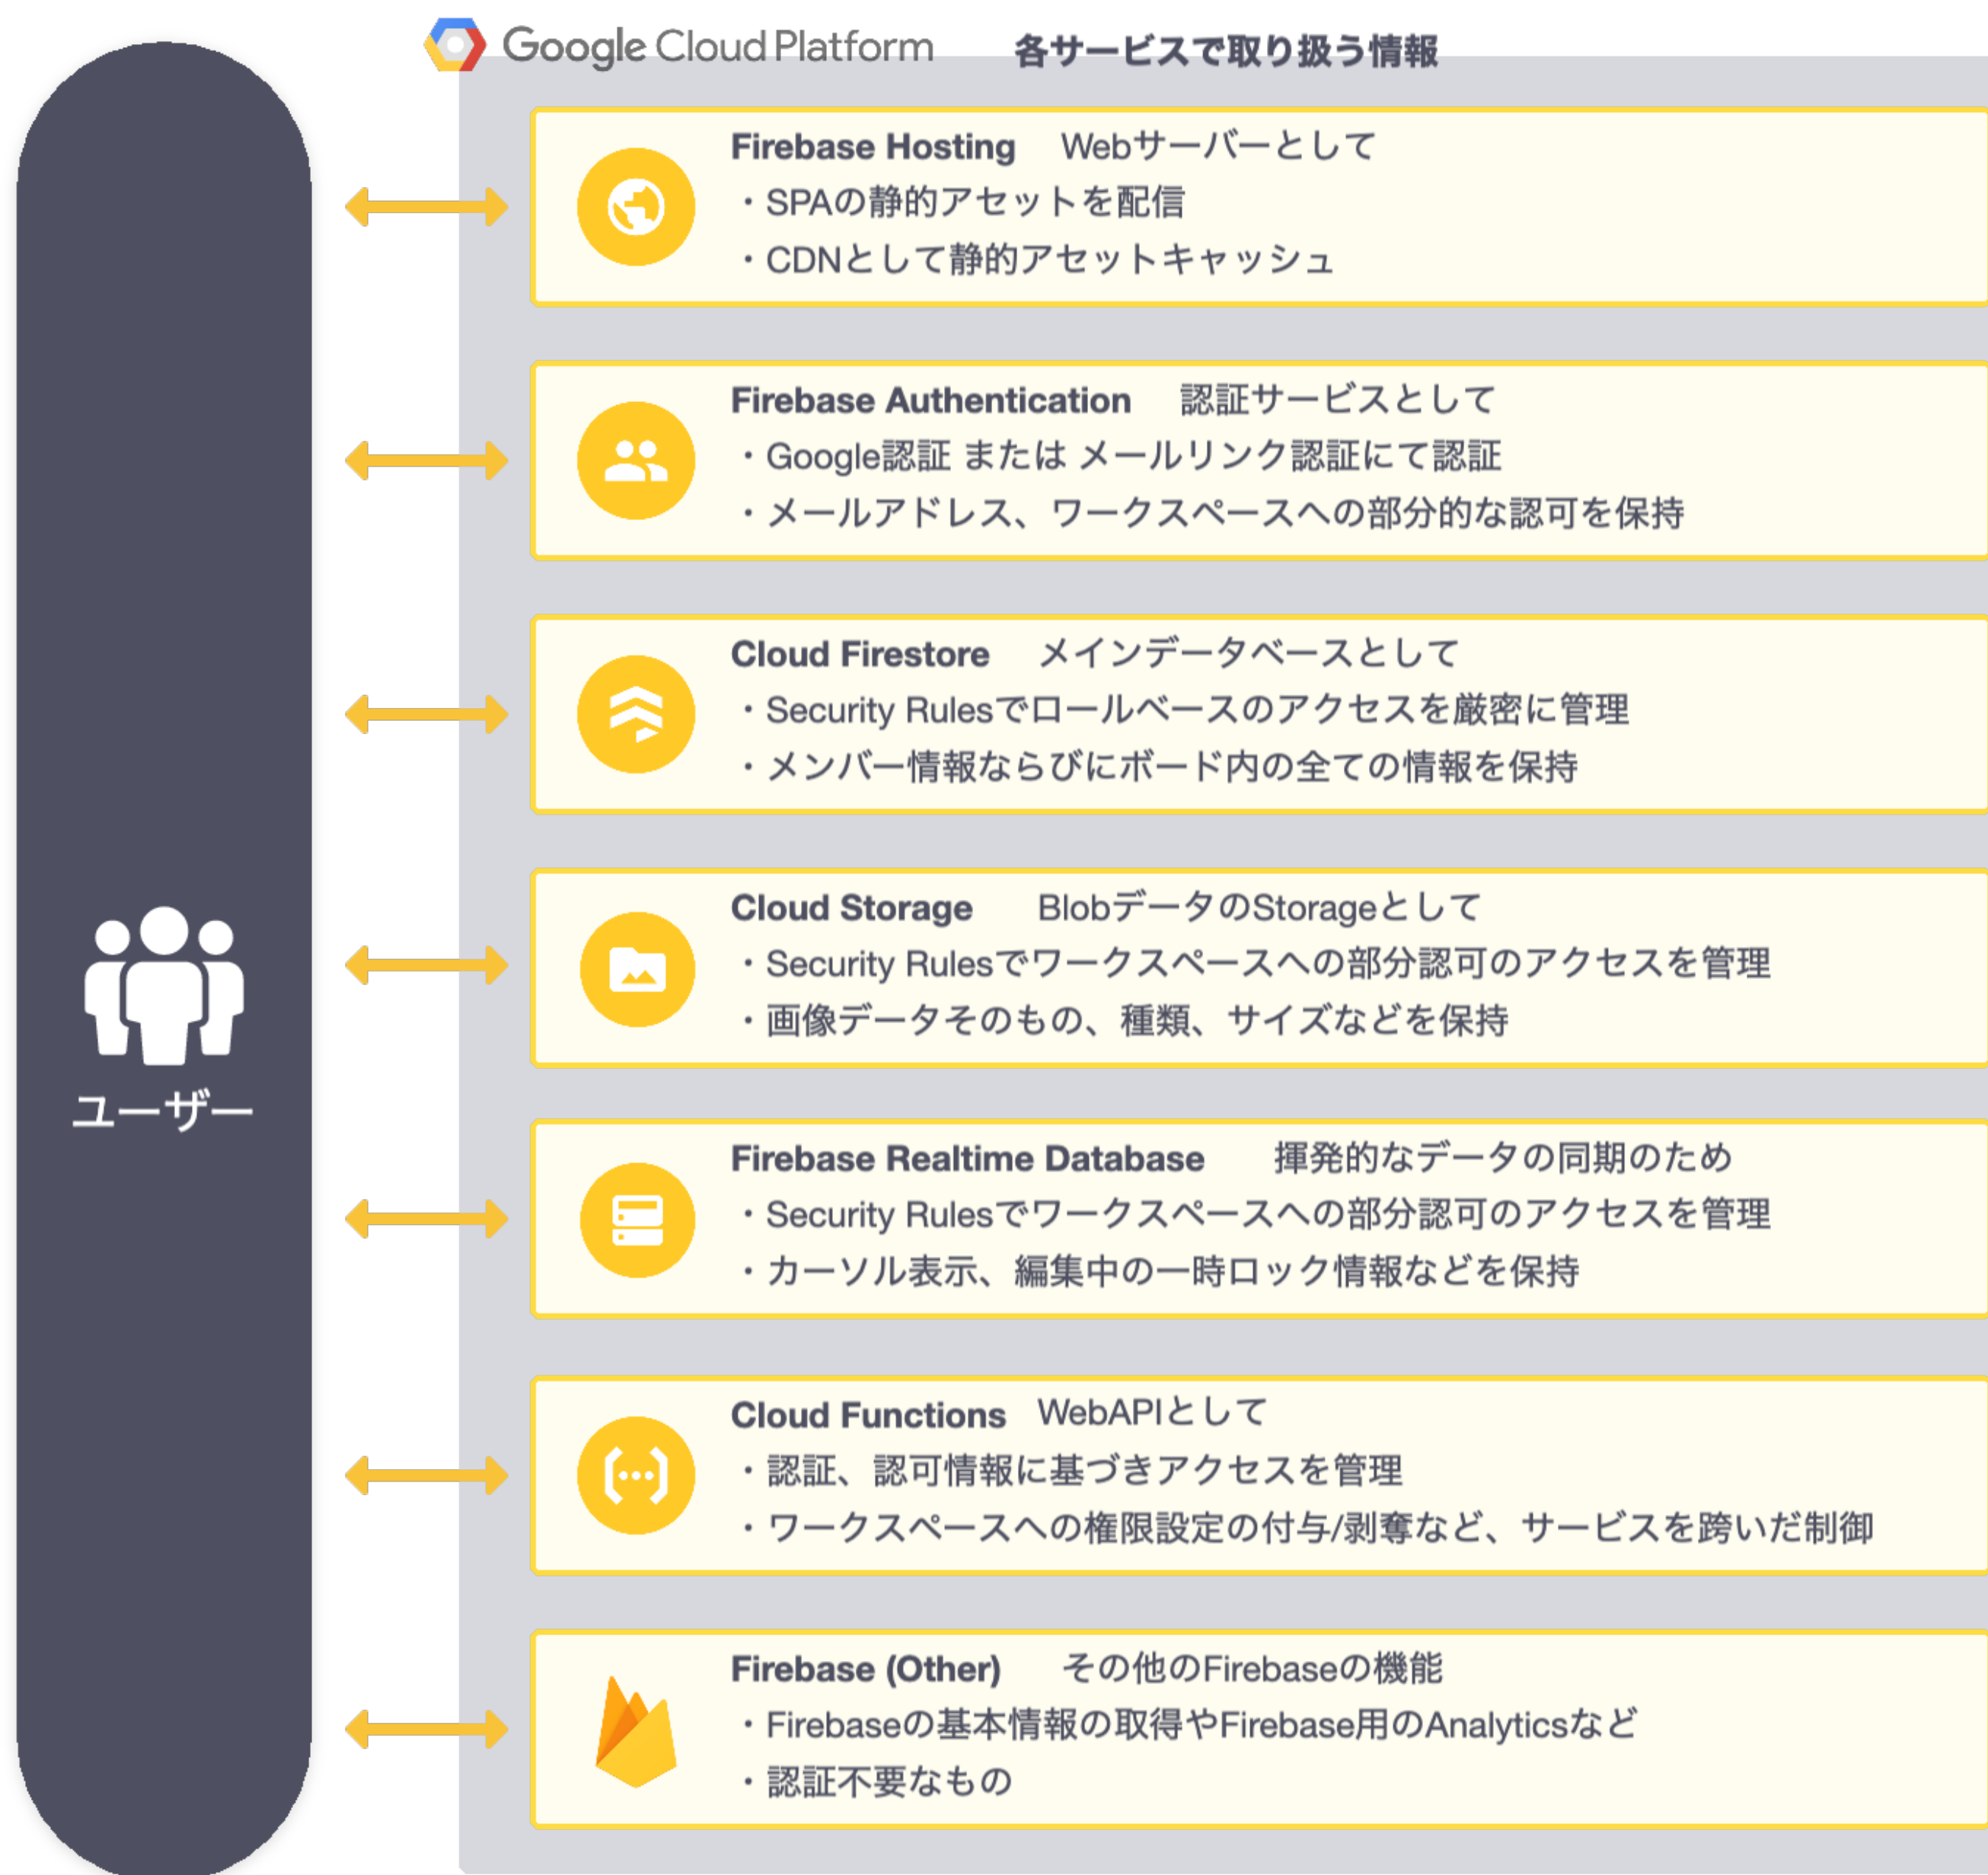 Google Cloud Platform 各サービスで取り扱う情報
Firebase Hosting Webサーバーとして
・SPAの静的アセットを配信
・CDNとして静的アセットキャッシュ
Firebase Authentication 認証サービスとして
・Google認証 または メールリンク認証にて認証
・メールアドレス、ワークスペースへの部分的な認可を保持
Cloud Firestore メインデータベースとして
・Security Rulesでロールベースのアクセスを厳密に管理
・メンバー情報ならびにボード内の全ての情報を保持
Cloud Storage BlobデータのStorageとして
・Security Rulesでワークスペースへの部分認可のアクセスを管理
・画像データそのもの、種類、サイズなどを保持
ユーザー
Firebase Realtime Database 揮発的なデータの同期のため
・Security Rulesでワークスペースへの部分認可のアクセスを管理
・カーソル表示、編集中の一時ロック情報などを保持
Cloud Functions WebAPIとして
・認証、認可情報に基づきアクセスを管理
・ワークスペースへの権限設定の付与/剥奪など、サービスを跨いだ制御
Firebase (Other) その他のFirebaseの機能
・Firebaseの基本情報の取得やFirebase用のAnalyticsなど
・認証不要なもの